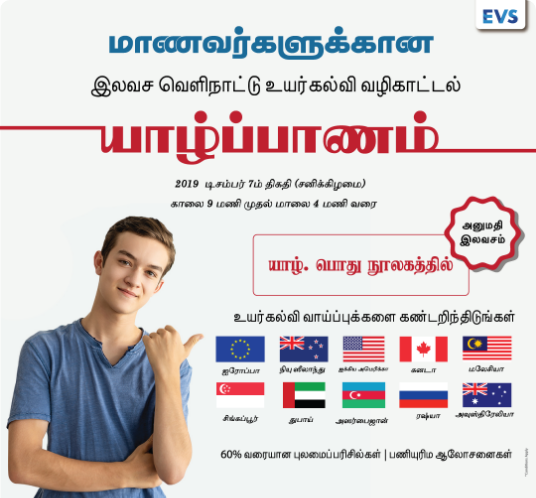 EVS
மாணவர்களுக்கான
இலவச வெளிநாட்டு உயர்கல்வி வழிகாட்டல்
யாழ்ப்பாணம்
2019 டிசம்பர் 7ம் திகதி (சனிக்கிழமை)
காலை 9 மணி முதல் மாலை 4 மணி வரை
அனுமதி
இலவசம்
யாழ். பொது நூலகத்தில்
உயர்கல்வி வாய்ப்புக்களை கண்டறிந்திடுங்கள்
ஐரோப்பா நியு ஸீலாந்து ஐக்கிய அமெரிக்கா கனடா மலேசியா
சிங்கப்பூர் துபாய் அஸர்பைஜான் ரஷ்யா அவுஸ்திரேலியா
60% வரையான புலமைப்பரிசில்கள் | பணியுரிம ஆலோசனைகள்